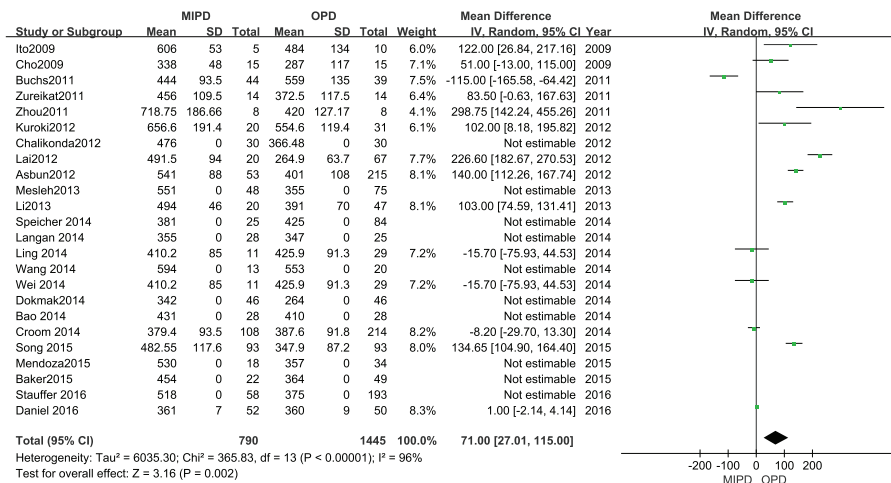 MIPD OPD Mean Difference Mean Difference
Study or Subgroup Mean SD Total Mean SD Total Weight IV, Random, 95% CI Year IV, Random, 95% CI
Ito2009 606 53 5 484 134 10 6.0% 122.00 [26.84, 217.16] 2009
Cho2009 338 48 15 287 117 15 7.1% 51.00 [-13.00, 115.00] 2009
Buchs2011 444 93.5 44 559 135 39 7.5% -115.00 [-165.58, -64.42] 2011
Zureikat2011 456 109.5 14 372.5 117.5 14 6.4% 83.50 [-0.63, 167.63] 2011
Zhou2011 718.75 186.66 8 420 127.17 8 4.1% 298.75 [142.24, 455.26] 2011
Kuroki2012 656.6 191.4 20 554.6 119.4 31 6.1% 102.00 [8.18, 195.82] 2012
Chalikonda2012 476 0 30 366.48 0 30 Not estimable 2012
Lai2012 491.5 94 20 264.9 63.7 67 7.7% 226.60 [182.67, 270.53] 2012
Asbun2012 541 88 53 401 108 215 8.1% 140.00 [112.26, 167.74] 2012
Mesleh2013 551 0 48 355 0 75 Not estimable 2013
Li2013 494 46 20 391 70 47 8.1% 103.00 [74.59, 131.41] 2013
Speicher 2014 381 0 25 425 0 84 Not estimable 2014
Langan 2014 355 0 28 347 0 25 Not estimable 2014
Ling 2014 410.2 85 11 425.9 91.3 29 7.2% -15.70 [-75.93, 44.53] 2014
Wang 2014 594 0 13 553 0 20 Not estimable 2014
Wei 2014 410.2 85 11 425.9 91.3 29 7.2% -15.70 [-75.93, 44.53] 2014
Dokmak2014 342 0 46 264 0 46 Not estimable 2014
Bao 2014 431 0 28 410 0 28 Not estimable 2014
Croom 2014 379.4 93.5 108 387.6 91.8 214 8.2% -8.20 [-29.70, 13.30] 2014
Song 2015 482.55 117.6 93 347.9 87.2 93 8.0% 134.65 [104.90, 164.40] 2015
Mendoza2015 530 0 18 357 0 34 Not estimable 2015
Baker2015 454 0 22 364 0 49 Not estimable 2015
Stauffer 2016 518 0 58 375 0 193 Not estimable 2016
Daniel 2016 361 7 52 360 9 50 8.3% 1.00 [-2.14, 4.14] 2016
Total (95% CI) 790 1445 100.0% 71.00 [27.01, 115.00]
Heterogeneity: Tau² = 6035.30; Chi² = 365.83, df = 13 (P < 0.00001); I² = 96%
Test for overall effect: Z = 3.16 (P = 0.002)
-200 -100 0 100 200
MIPD OPD